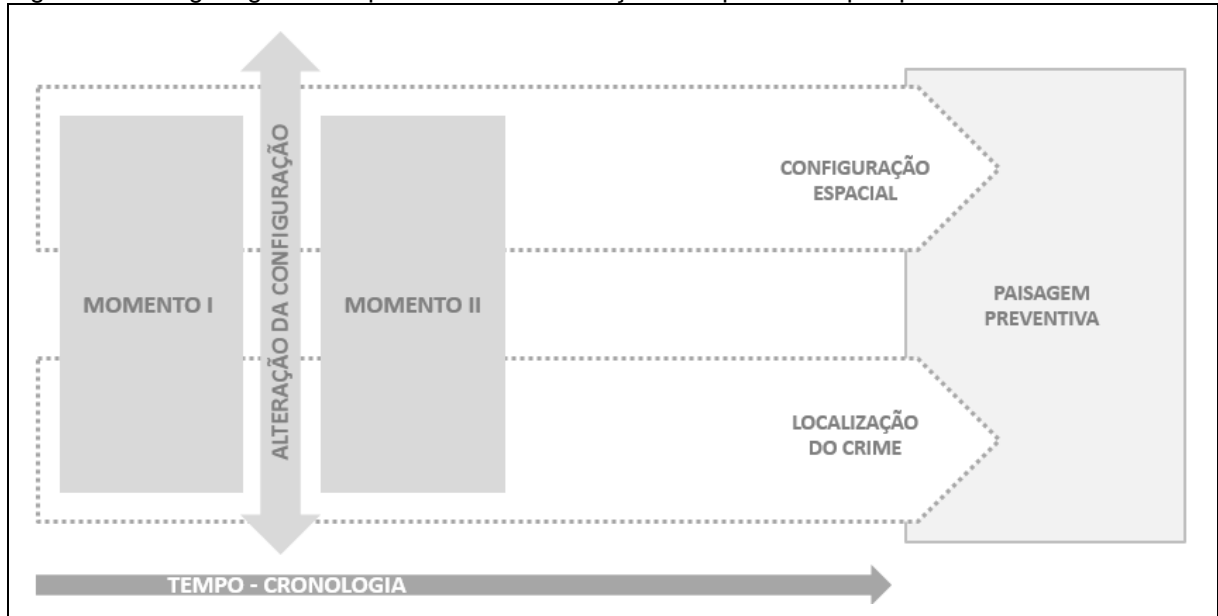 ALTERAÇÃO DA CONFIGURAÇÃO
CONFIGURAÇÃO
ESPACIAL
MOMENTO I
MOMENTO II
PAISAGEM
PREVENTIVA
LOCALIZAÇÃO
DO CRIME
TEMPO - CRONOLOGIA